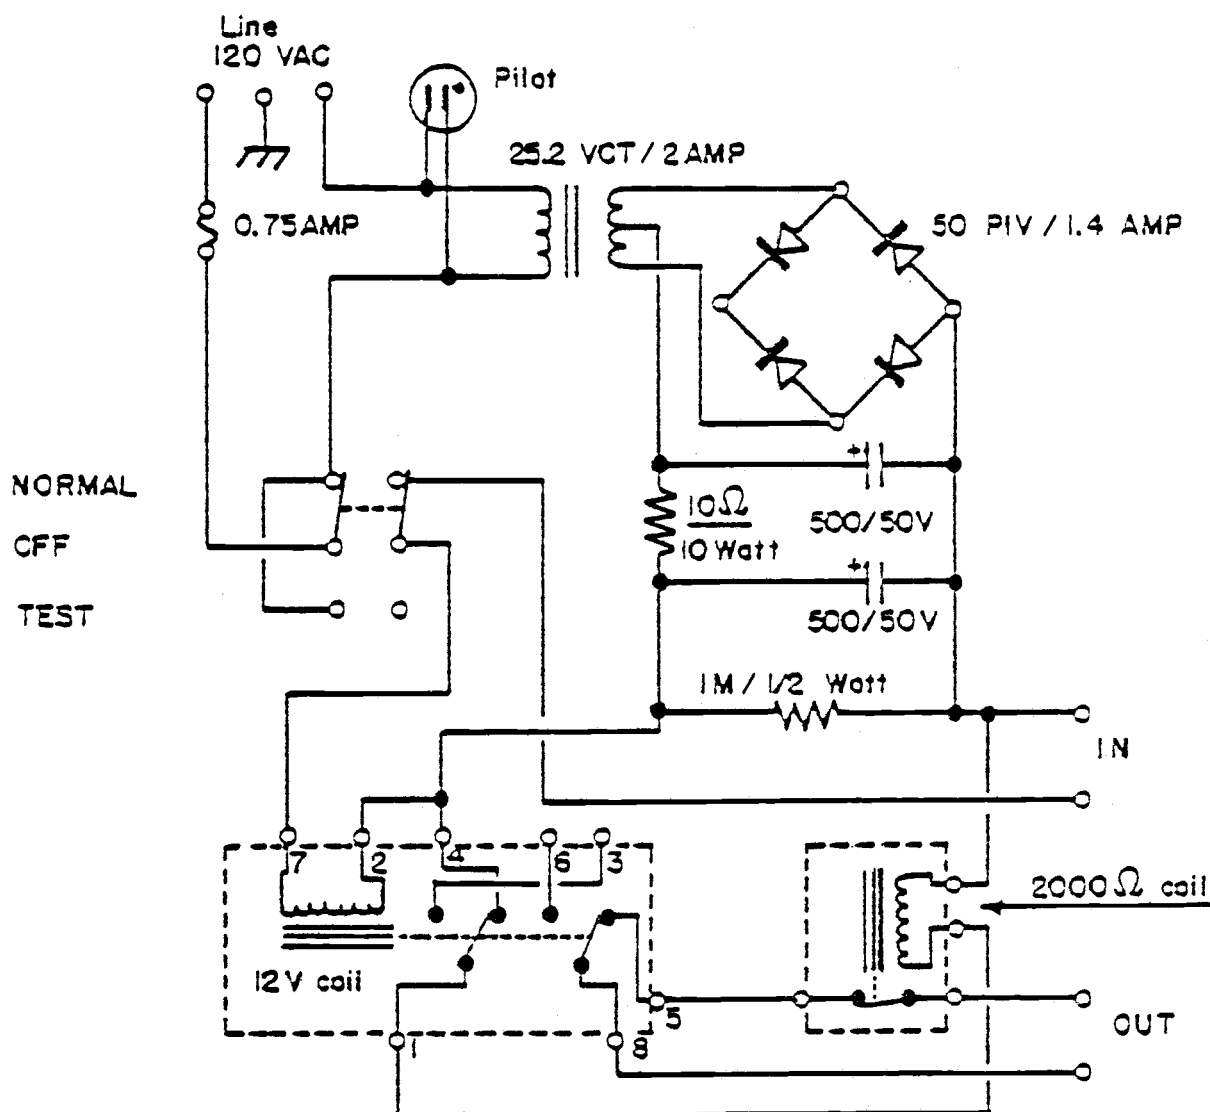 Line
120 VAC
Pilot
25.2 VCT / 2 AMP
0.75 AMP
50 PIV / 1.4 AMP
NORMAL
OFF
TEST
10Ω
10 Watt
+
500/50V
+
500/50V
1M / 1/2 Watt
IN
7
2
4
6
3
2000Ω coil
12V coil
5
OUT
1
8